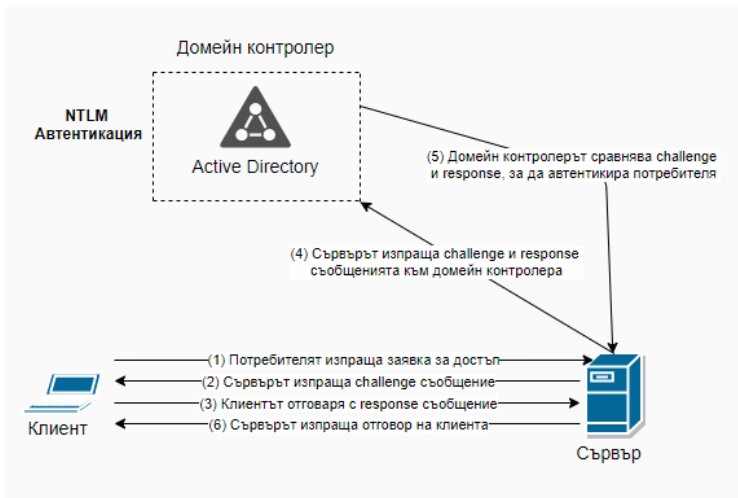 Домейн контролер
NTLM
Автентикация
Active Directory
(5) Домейн контролерът сравнява challenge
и response, за да автентикира потребителя
(4) Сървърът изпраща challenge и response
съобщенията към домейн контролера
(1) Потребителят изпраща заявка за достъп
(2) Сървърът изпраща challenge съобщение
(3) Клиентът отговаря с response съобщение
(6) Сървърът изпраща отговор на клиента
Клиент
Сървър